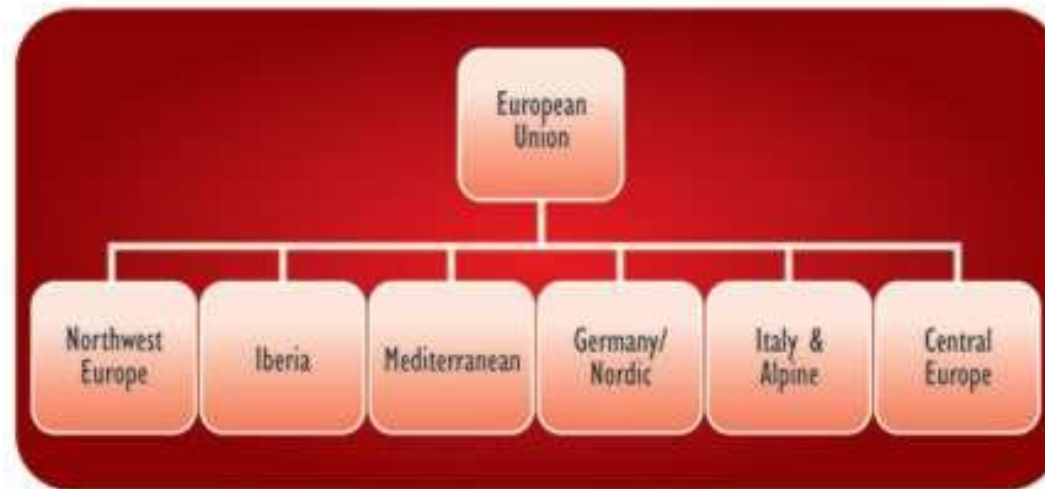 European
Union
Northwest
Europe
Iberia
Mediterranean
Germany/
Nordic
Italy &
Alpine
Central
Europe